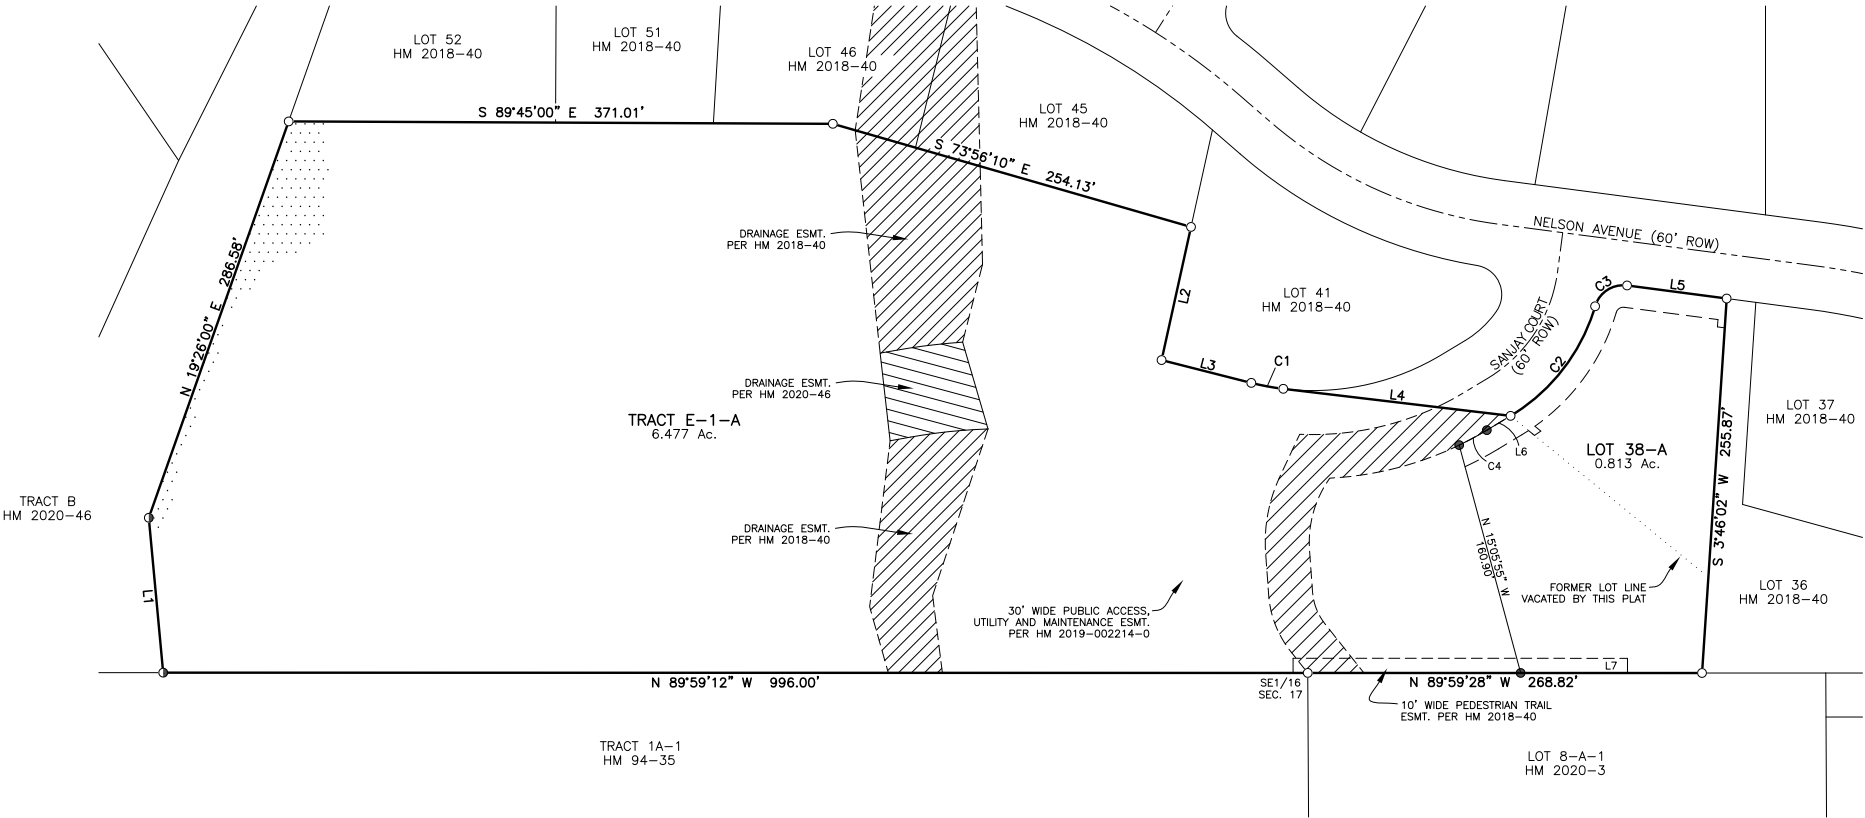 LOT 52
HM 2018-40
LOT 51
HM 2018-40
LOT 46
HM 2018-40
LOT 45
HM 2018-40
S 89°45'00" E 371.01'
S 73°56'10" E 254.13'
NELSON AVENUE (60' ROW)
DRAINAGE ESMT.
PER HM 2018-40
N 19°26'00" E 286.58'
L2
LOT 41
HM 2018-40
C3
L5
SANJAY COURT
(60' ROW)
L3
C1
C2
DRAINAGE ESMT.
PER HM 2020-46
L4
TRACT E-1-A
6.477 Ac.
LOT 37
HM 2018-40
S 3°46'02" W 255.87'
LOT 38-A
0.813 Ac.
L6
C4
TRACT B
HM 2020-46
DRAINAGE ESMT.
PER HM 2018-40
N 15°05'55" W
160.90'
L1
FORMER LOT LINE
VACATED BY THIS PLAT
LOT 36
HM 2018-40
30' WIDE PUBLIC ACCESS,
UTILITY AND MAINTENANCE ESMT.
PER HM 2019-002214-0
L7
N 89°59'12" W 996.00'
SE1/16
SEC. 17
N 89°59'28" W 268.82'
10' WIDE PEDESTRIAN TRAIL
ESMT. PER HM 2018-40
TRACT 1A-1
HM 94-35
LOT 8-A-1
HM 2020-3